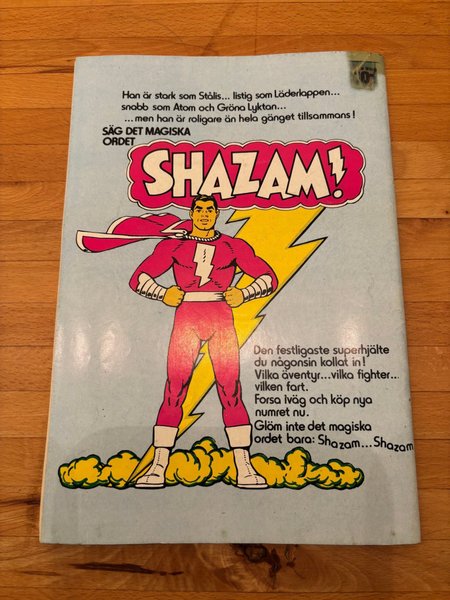 Han är stark som Stålis... listig som Läderlappen...
snabb som Atom och Gröna Lyktan...
...men han är roligare än hela gänget tillsammans!
SÄG DET MAGISKA
ORDET
SHAZAM!
Den festligaste superhjälte
du någonsin kollat in!
Vilka äventyr...vilka fighter...
vilken fart.
Forsa iväg och köp nya
numret nu.
Glöm inte det magiska
ordet bara: Shazam...Shazam